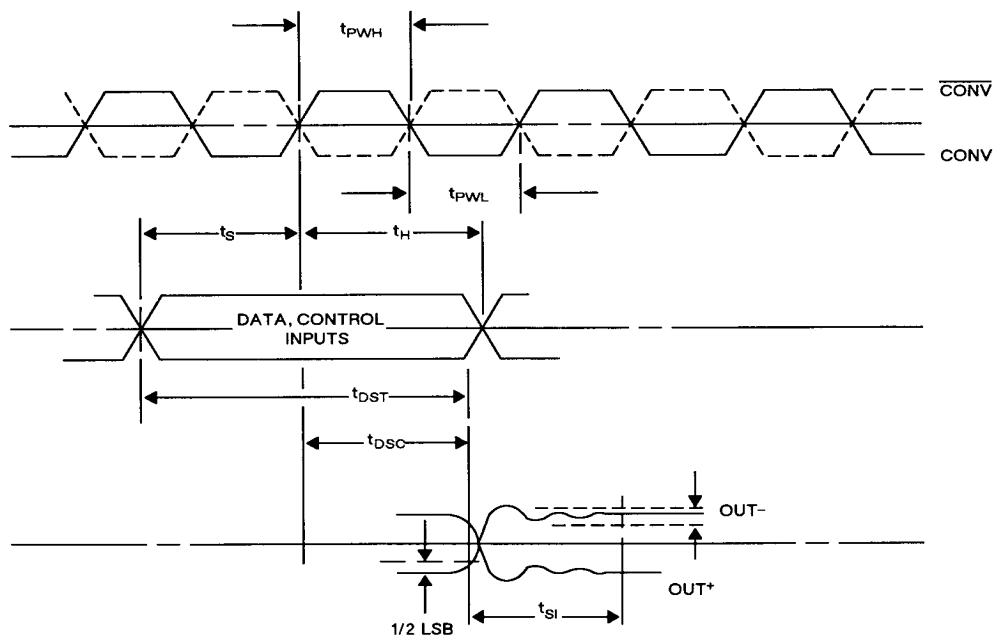 tPWH
CONV
CONV
tPWL
tS
tH
DATA, CONTROL
INPUTS
tDST
tDSC
OUT−
OUT+
tSI
1/2 LSB